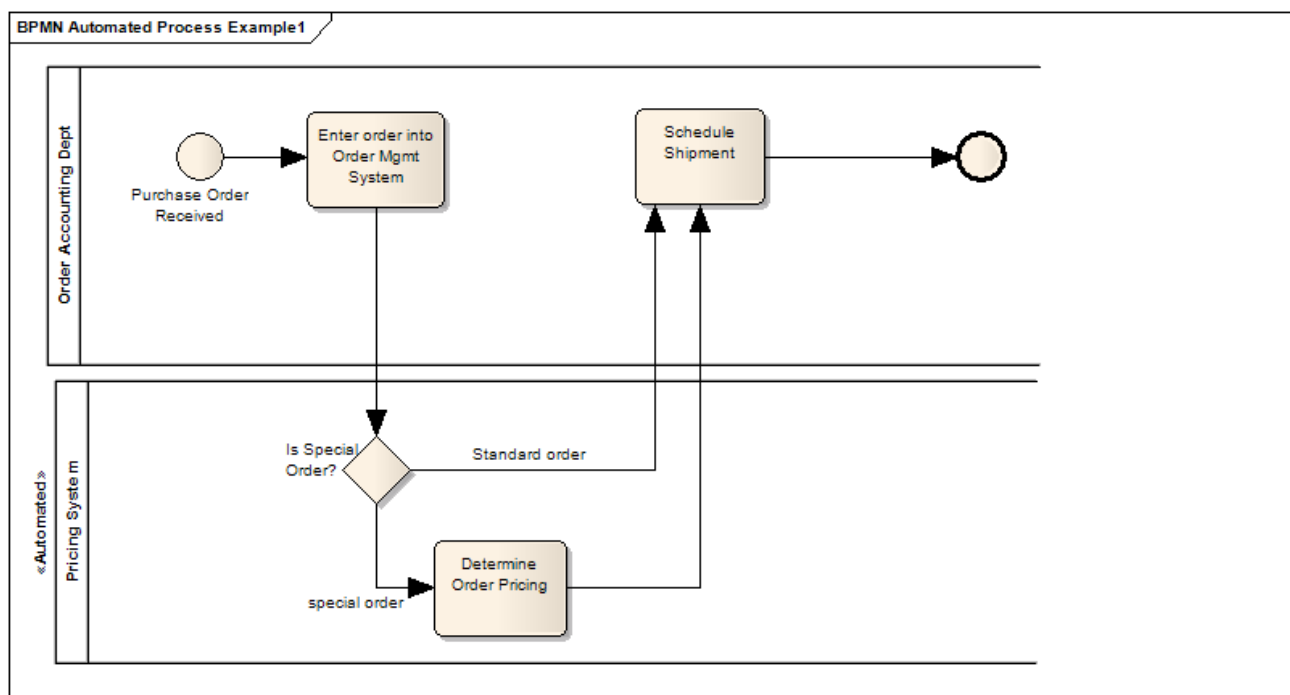 BPMN Automated Process Example1
Order Accounting Dept
Purchase Order
Received
Enter order into
Order Mgmt
System
Schedule
Shipment
«Automated»
Pricing System
Is Special
Order?
Standard order
special order
Determine
Order Pricing